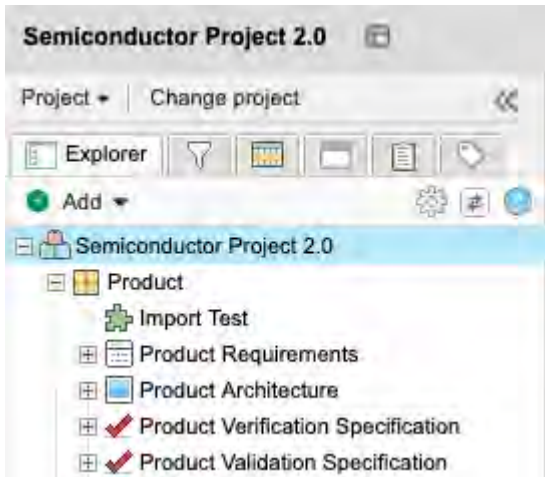 Semiconductor Project 2.0
Project Change project
Explorer
Add
Semiconductor Project 2.0
Product
Import Test
Product Requirements
Product Architecture
Product Verification Specification
Product Validation Specification